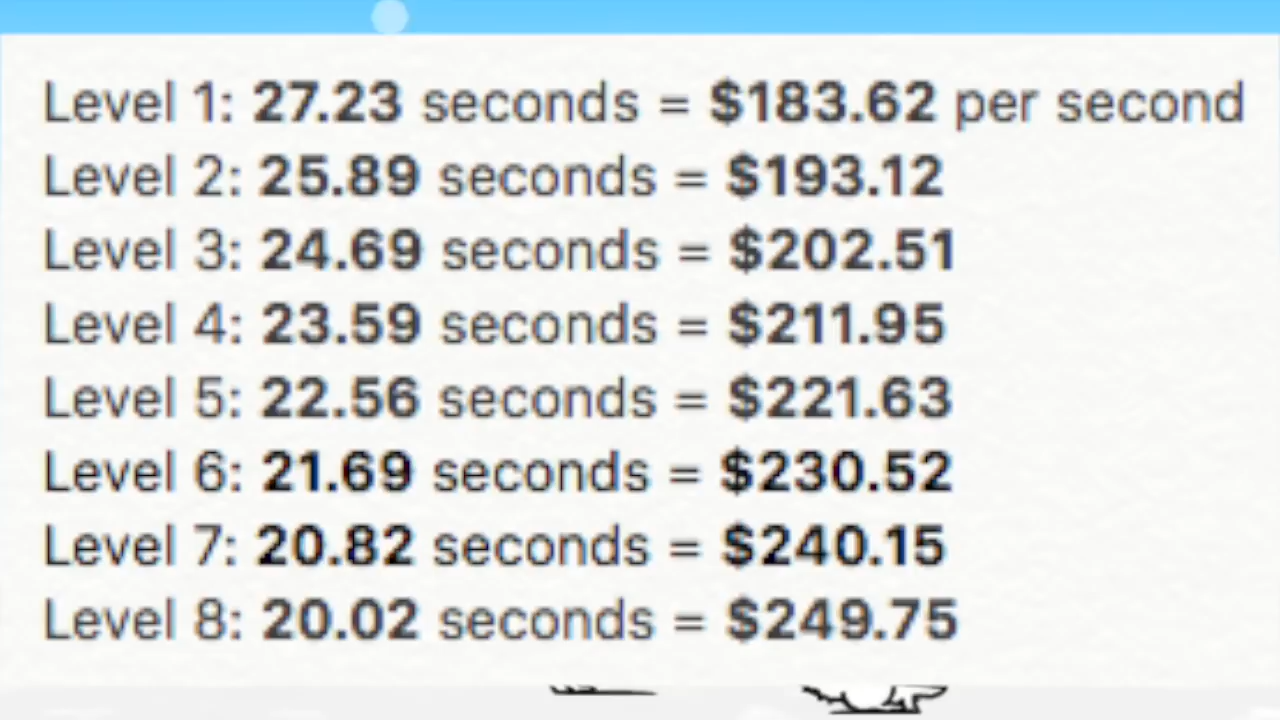 Level 1: 27.23 seconds = $183.62 per second
Level 2: 25.89 seconds = $193.12
Level 3: 24.69 seconds = $202.51
Level 4: 23.59 seconds = $211.95
Level 5: 22.56 seconds = $221.63
Level 6: 21.69 seconds = $230.52
Level 7: 20.82 seconds = $240.15
Level 8: 20.02 seconds = $249.75